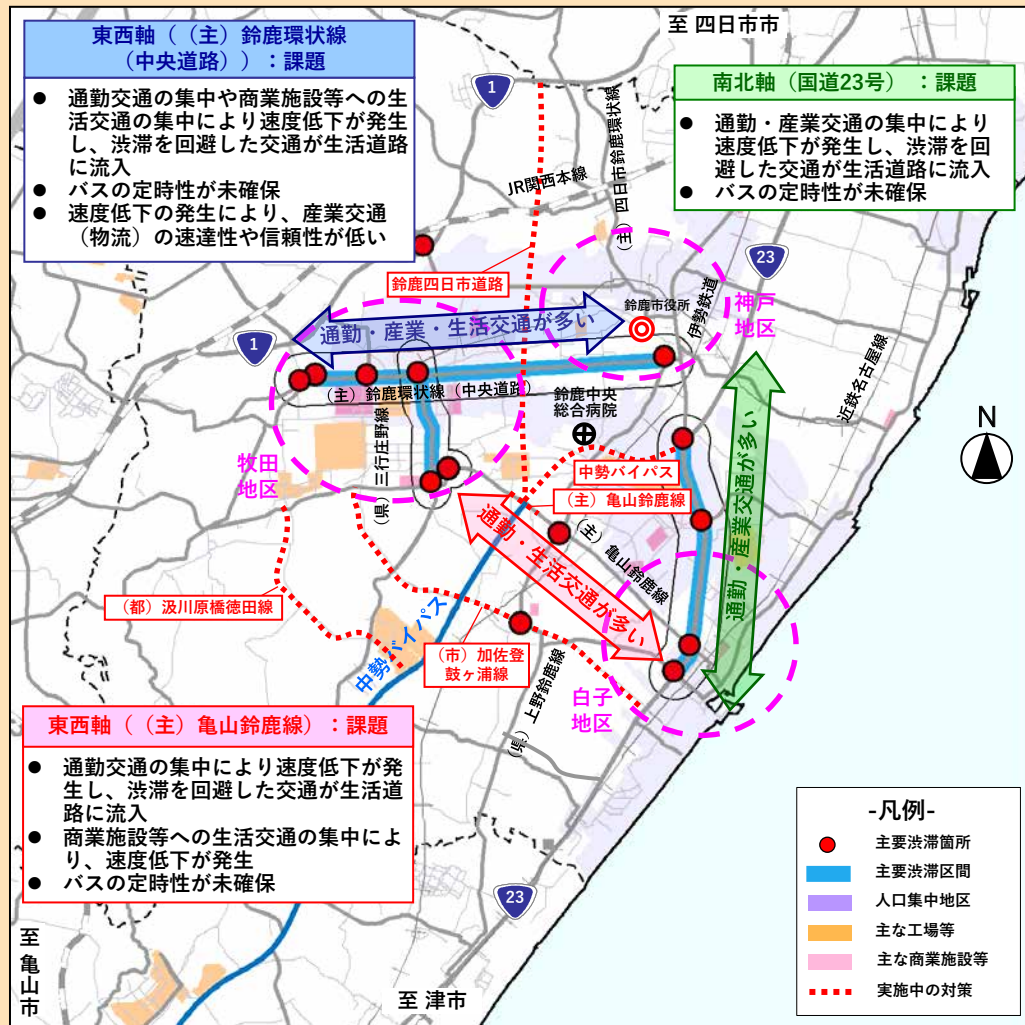 東西軸（（主）鈴鹿環状線
（中央道路））：課題
● 通勤交通の集中や商業施設等への生
活交通の集中により速度低下が発生
し、渋滞を回避した交通が生活道路
に流入
● バスの定時性が未確保
● 速度低下の発生により、産業交通
（物流）の速達性や信頼性が低い
至 四日市市
南北軸（国道23号）：課題
● 通勤・産業交通の集中により
速度低下が発生し、渋滞を回
避した交通が生活道路に流入
● バスの定時性が未確保
1
JR関西本線
（主）四日市鈴鹿環状線
23
鈴鹿四日市道路
鈴鹿市役所
伊勢鉄道
神戸
地区
近鉄名古屋線
1
通勤・産業・生活交通が多い
（主）鈴鹿環状線（中央道路）
鈴鹿中央
総合病院
N
牧田
地区
（県）三行庄野線
中勢バイパス
（主）亀山鈴鹿線
通勤・産業交通が多い
通勤・生活交通が多い
（主）亀山鈴鹿線
（都）汲川原橋徳田線
中勢バイパス
（市）加佐登
鼓ヶ浦線
（県）上野鈴鹿線
白子
地区
東西軸（（主）亀山鈴鹿線）：課題
● 通勤交通の集中により速度低下が発
生し、渋滞を回避した交通が生活道
路に流入
● 商業施設等への生活交通の集中によ
り、速度低下が発生
● バスの定時性が未確保
23
至 亀山市
至 津市
-凡例-
主要渋滞箇所
主要渋滞区間
人口集中地区
主な工場等
主な商業施設等
実施中の対策